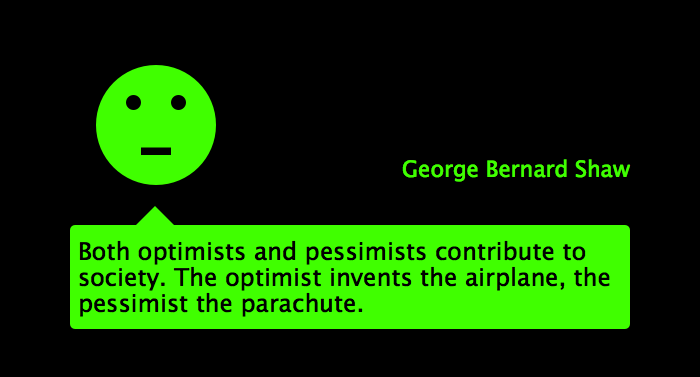 George Bernard Shaw
Both optimists and pessimists contribute to
society. The optimist invents the airplane, the
pessimist the parachute.